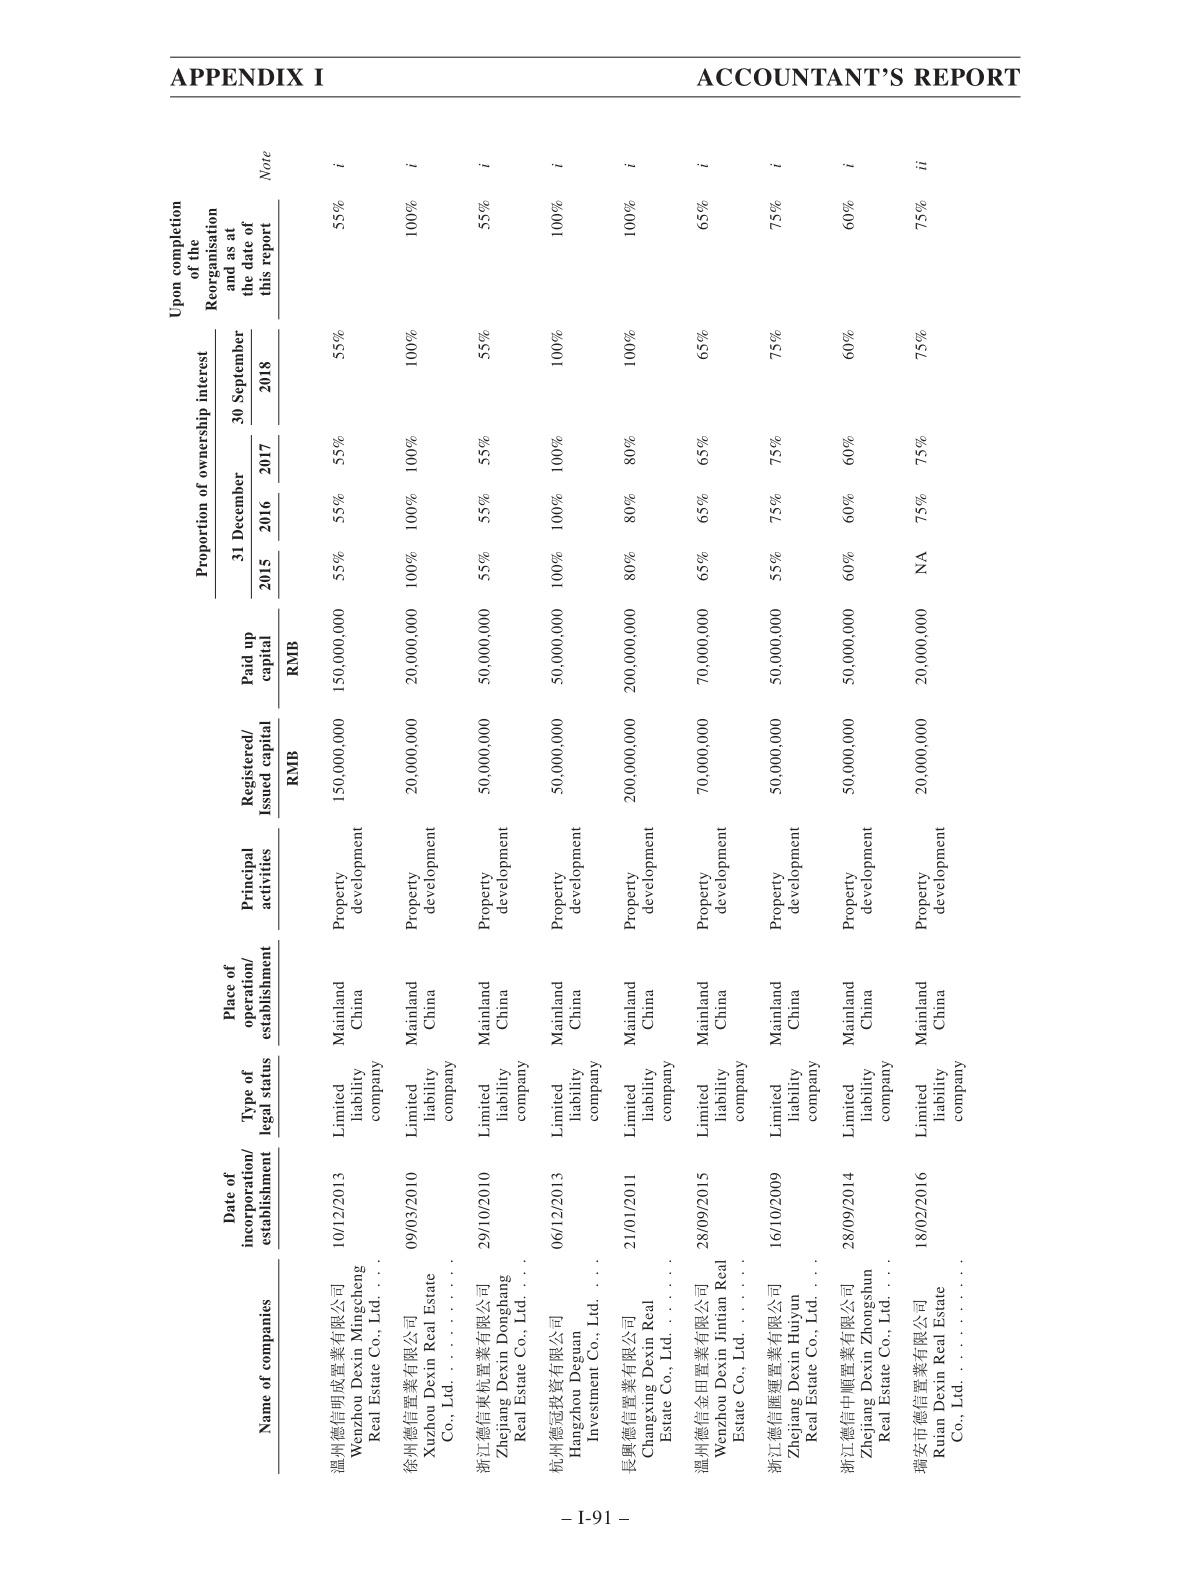 APPENDIX I
ACCOUNTANT'S REPORT
Upon completion
of the
Reorganisation
and as at
the date of
this report
Proportion of ownership interest
31 December
30 September
Name of companies
Date of
incorporation/
establishment
Type of
legal status
Place of
operation/
establishment
Principal
activities
Registered/
Issued capital
Paid up
capital
2015
2016
2017
2018
Note
RMB
RMB
溫州德信明成置業有限公司
Wenzhou Dexin Mingcheng
Real Estate Co., Ltd. . . .
10/12/2013
Limited
liability
company
Mainland
China
Property
development
150,000,000
150,000,000
55%
55%
55%
55%
55%
i
徐州德信置業有限公司
Xuzhou Dexin Real Estate
Co., Ltd. . . . . . . . . . .
09/03/2010
Limited
liability
company
Mainland
China
Property
development
20,000,000
20,000,000
100%
100%
100%
100%
100%
i
浙江德信東杭置業有限公司
Zhejiang Dexin Donghang
Real Estate Co., Ltd. . . .
29/10/2010
Limited
liability
company
Mainland
China
Property
development
50,000,000
50,000,000
55%
55%
55%
55%
55%
i
杭州德冠投資有限公司
Hangzhou Deguan
Investment Co., Ltd. . . .
06/12/2013
Limited
liability
company
Mainland
China
Property
development
50,000,000
50,000,000
100%
100%
100%
100%
100%
i
長興德信置業有限公司
Changxing Dexin Real
Estate Co., Ltd. . . . . . .
21/01/2011
Limited
liability
company
Mainland
China
Property
development
200,000,000
200,000,000
80%
80%
80%
100%
100%
i
溫州德信金田置業有限公司
Wenzhou Dexin Jintian Real
Estate Co., Ltd. . . . . . .
28/09/2015
Limited
liability
company
Mainland
China
Property
development
70,000,000
70,000,000
65%
65%
65%
65%
65%
i
浙江德信匯運置業有限公司
Zhejiang Dexin Huiyun
Real Estate Co., Ltd. . . .
16/10/2009
Limited
liability
company
Mainland
China
Property
development
50,000,000
50,000,000
55%
75%
75%
75%
75%
i
浙江德信中順置業有限公司
Zhejiang Dexin Zhongshun
Real Estate Co., Ltd. . . .
28/09/2014
Limited
liability
company
Mainland
China
Property
development
50,000,000
50,000,000
60%
60%
60%
60%
60%
i
瑞安市德信置業有限公司
Ruian Dexin Real Estate
Co., Ltd. . . . . . . . . . .
18/02/2016
Limited
liability
company
Mainland
China
Property
development
20,000,000
20,000,000
NA
75%
75%
75%
75%
ii
– I-91 –